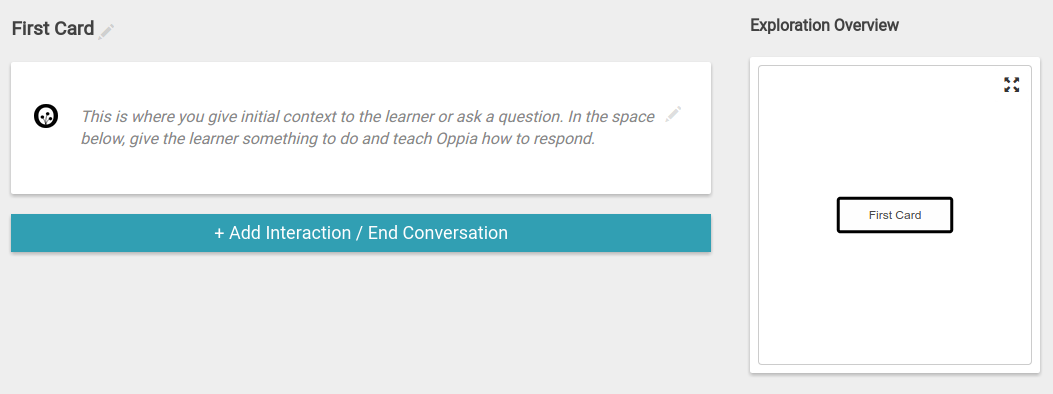 First Card
Exploration Overview
This is where you give initial context to the learner or ask a question. In the space
below, give the learner something to do and teach Oppia how to respond.
+ Add Interaction / End Conversation
First Card